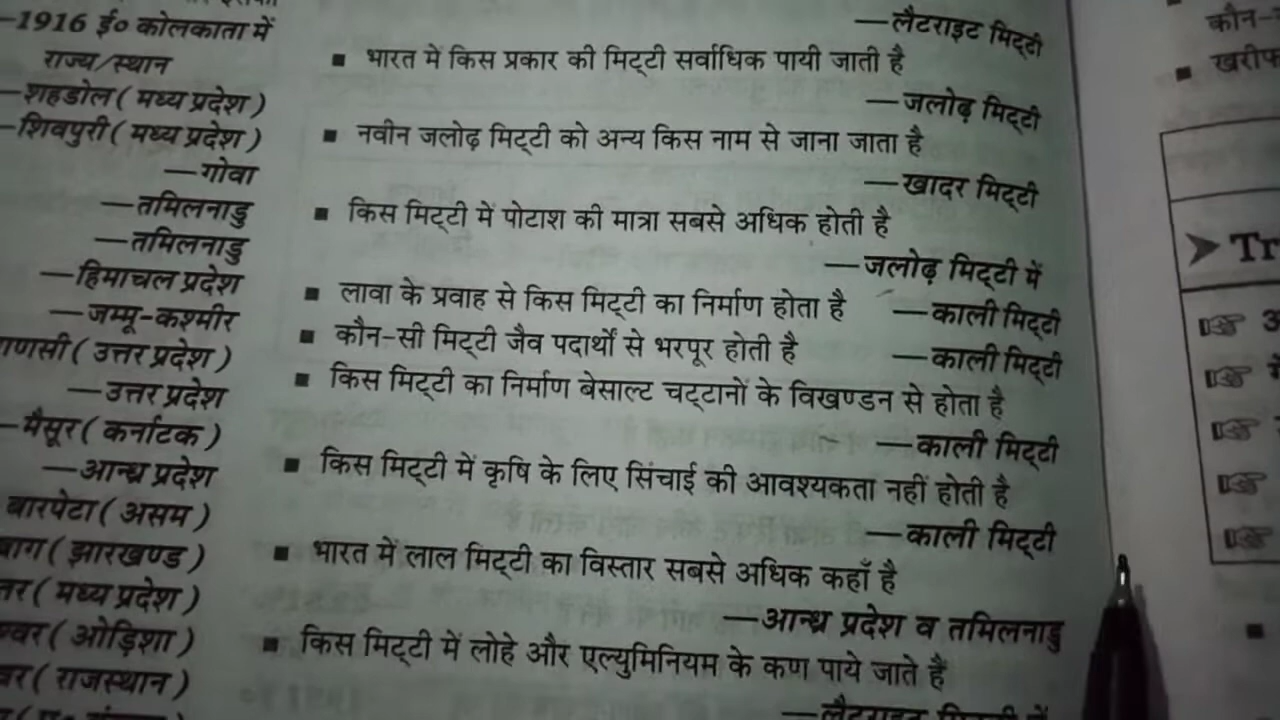 —1916 ई० कोलकाता में
राज्य/स्थान
—शहडोल ( मध्य प्रदेश )
—शिवपुरी ( मध्य प्रदेश )
—गोवा
—तमिलनाडु
—तमिलनाडु
—हिमाचल प्रदेश
—जम्मू-कश्मीर
( उत्तर प्रदेश )
—उत्तर प्रदेश
—मैसूर ( कर्नाटक )
—आन्ध्र प्रदेश
बारपेटा ( असम )
( झारखण्ड )
( मध्य प्रदेश )
( ओड़िशा )
( राजस्थान )
—लैटराइट मिट्टी
■ भारत में किस प्रकार की मिट्टी सर्वाधिक पायी जाती है
—जलोढ़ मिट्टी
■ नवीन जलोढ़ मिट्टी को अन्य किस नाम से जाना जाता है
—खादर मिट्टी
■ किस मिट्टी में पोटाश की मात्रा सबसे अधिक होती है
—जलोढ़ मिट्टी में
■ लावा के प्रवाह से किस मिट्टी का निर्माण होता है —काली मिट्टी
■ कौन-सी मिट्टी जैव पदार्थों से भरपूर होती है —काली मिट्टी
■ किस मिट्टी का निर्माण बेसाल्ट चट्टानों के विखण्डन से होता है
—काली मिट्टी
■ किस मिट्टी में कृषि के लिए सिंचाई की आवश्यकता नहीं होती है
—काली मिट्टी
■ भारत में लाल मिट्टी का विस्तार सबसे अधिक कहाँ है
—आन्ध्र प्रदेश व तमिलनाडु
■ किस मिट्टी में लोहे और एल्युमिनियम के कण पाये जाते हैं
—लैटराइट मिट्टी में
कौन-
■ खरीफ
Tr